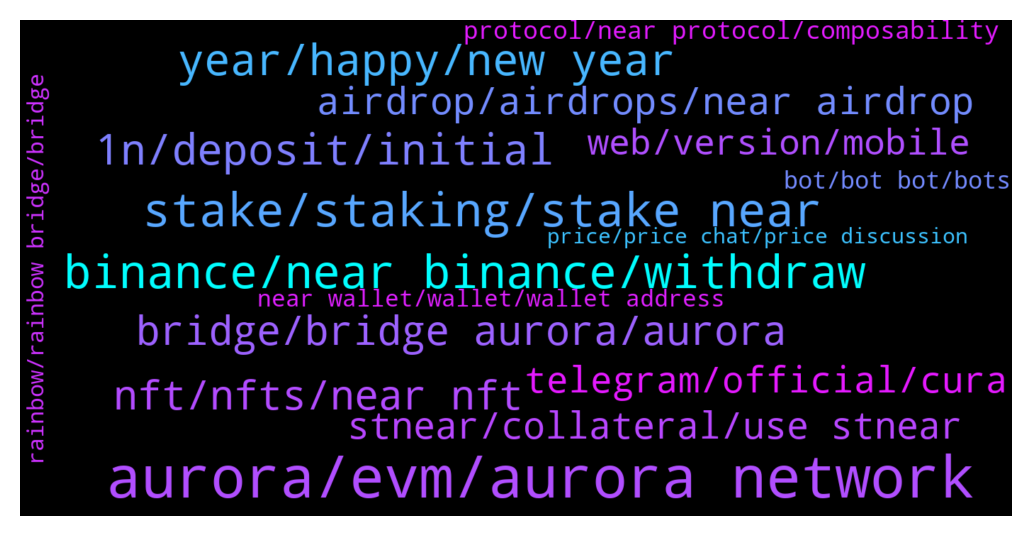 protocol/near protocol/composability
year/happy/new year
airdrop/airdrops/near airdrop
1n/deposit/initial
web/version/mobile
bot/bot bot/bots
stake/staking/stake near
price/price chat/price discussion
binance/near binance/withdraw
near wallet/wallet/wallet address
bridge/bridge aurora/aurora
nft/nfts/near nft
telegram/official/cura
stnear/collateral/use stnear
aurora/evm/aurora network
rainbow/rainbow bridge/bridge